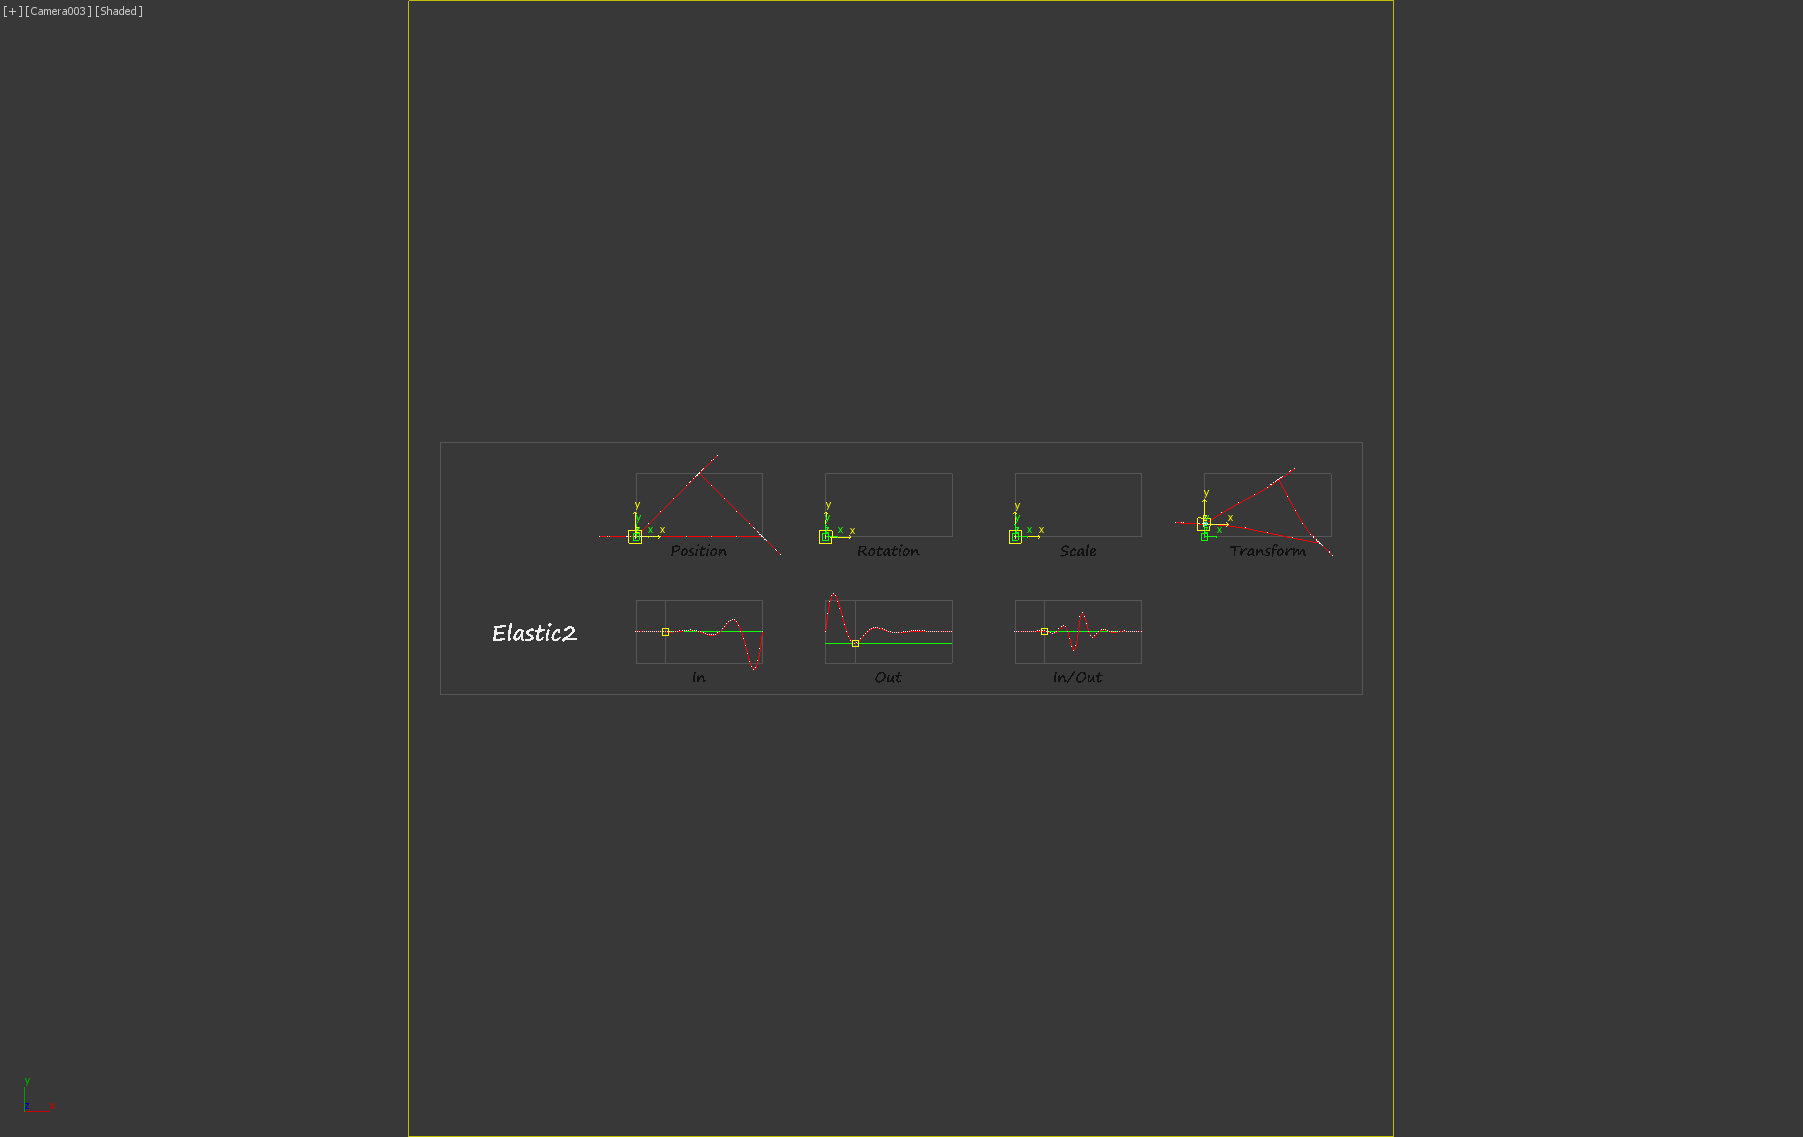 [+][Camera003][Shaded]
y
y
x x
Position
y
y
x x
Rotation
y
y
x x
Scale
y
x
x
Transform
Elastic2
In
Out
In/Out
y
z
x